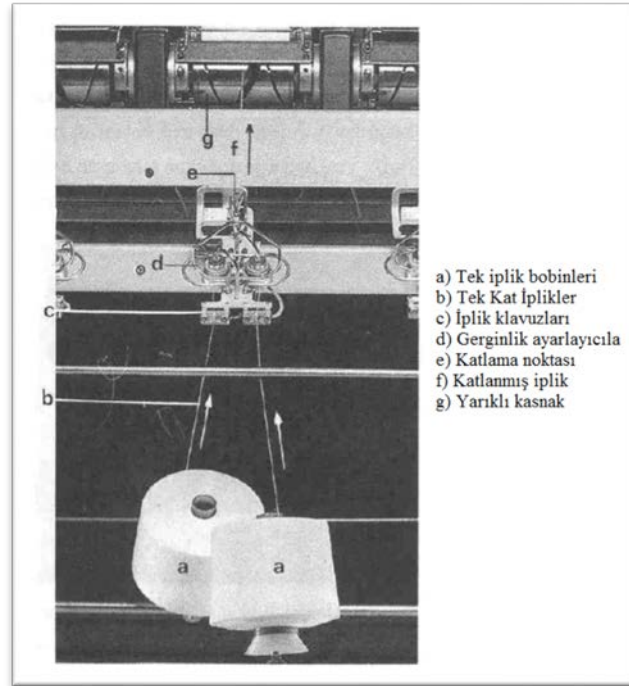 g
f
e
d
c
b
a
a
a) Tek iplik bobinleri
b) Tek Kat İplikler
c) İplik klavuzları
d) Gerginlik ayarlayıcıla
e) Katlama noktası
f) Katlanmış iplik
g) Yarıklı kasnak